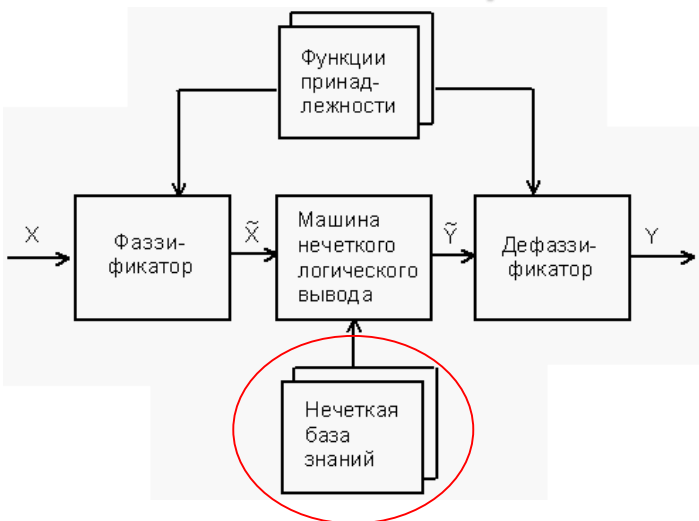 Функции
принад-
лежности
X
Фаззи-
фикатор
X̃
Машина
нечеткого
логического
вывода
Ỹ
Дефаззи-
фикатор
Y
Нечеткая
база
знаний